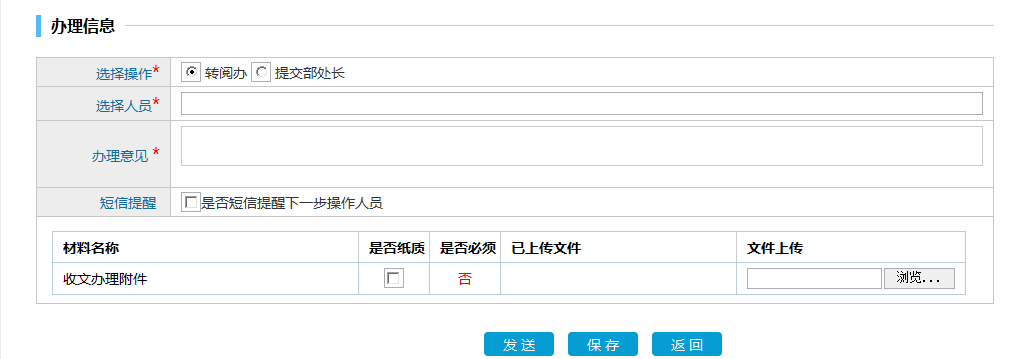 办理信息
选择操作* 转阅办 提交部处长
选择人员*
办理意见 *
短信提醒 是否短信提醒下一步操作人员
材料名称 是否纸质 是否必须 已上传文件 文件上传
收文办理附件 否 浏览...
发 送 保 存 返 回